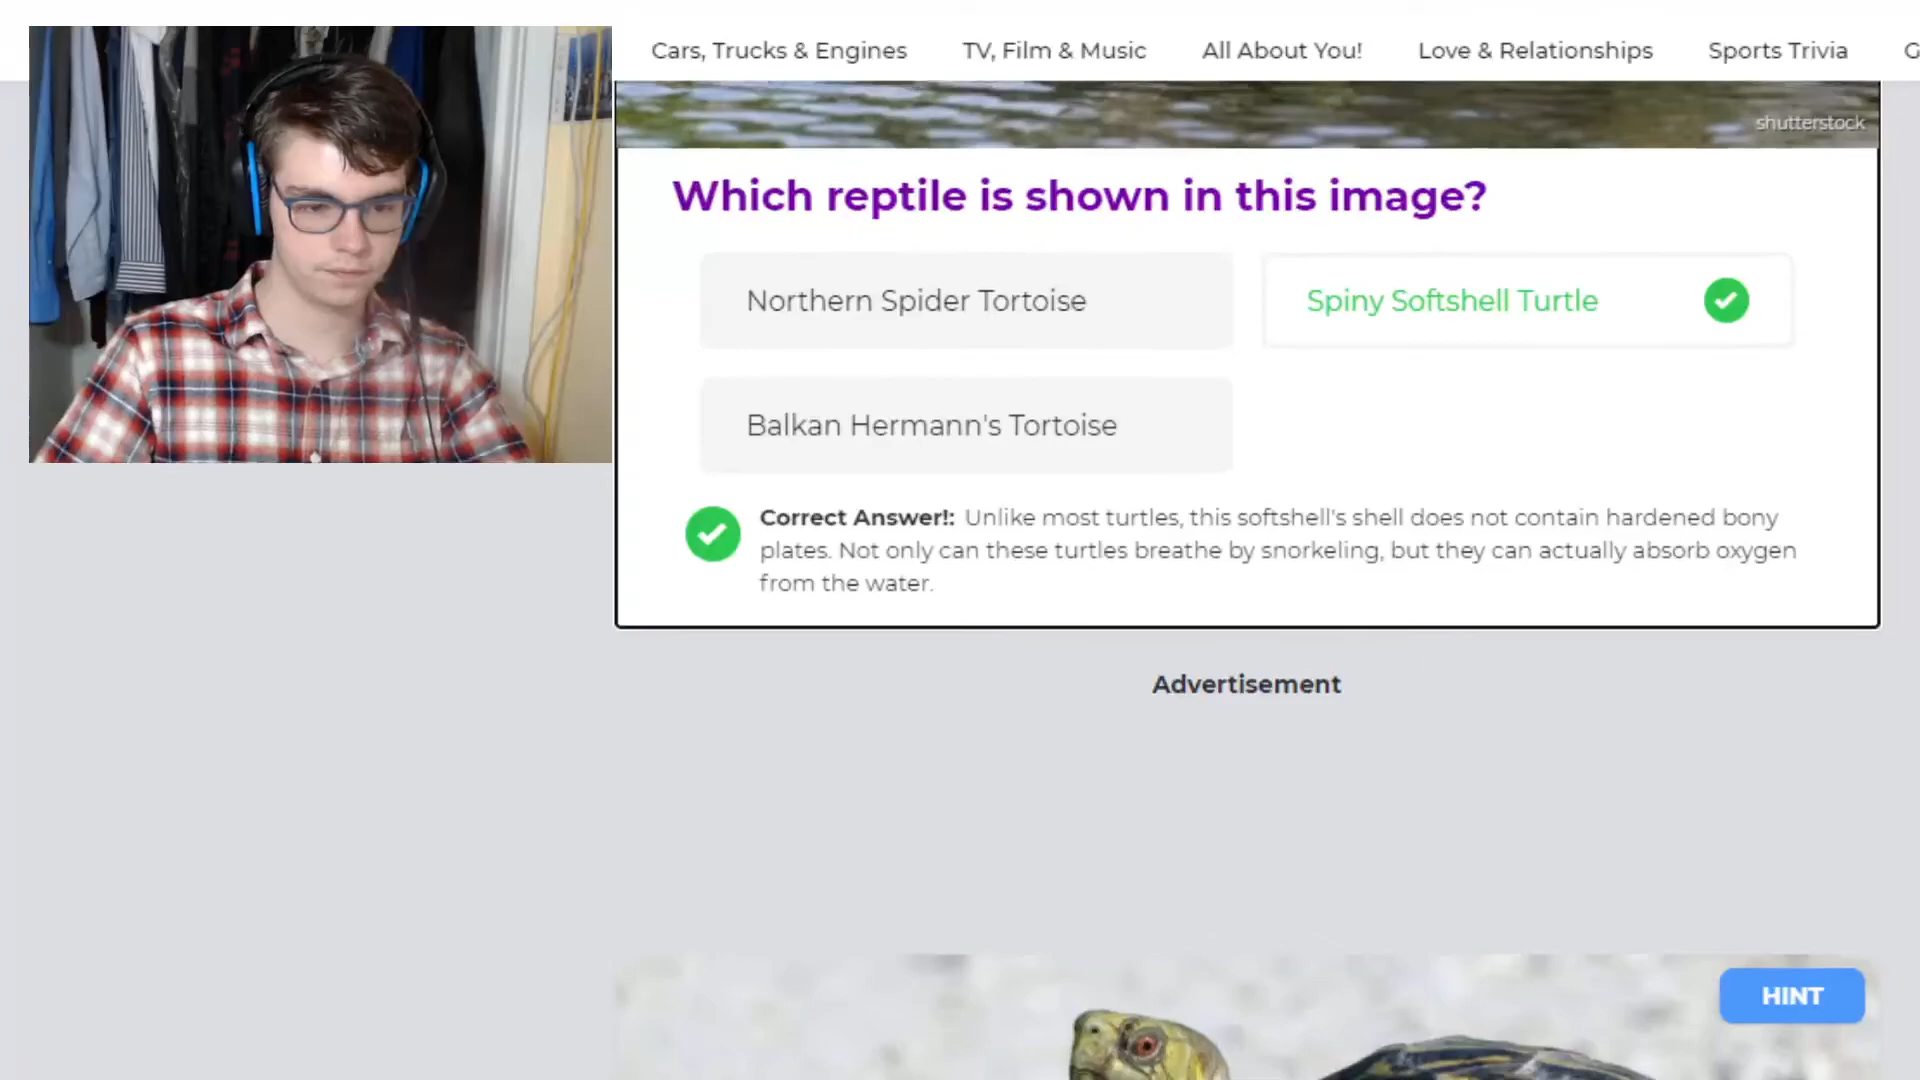 Cars, Trucks & Engines TV, Film & Music All About You! Love & Relationships Sports Trivia G
shutterstock
Which reptile is shown in this image?
Northern Spider Tortoise
Spiny Softshell Turtle
Balkan Hermann's Tortoise
Correct Answer!: Unlike most turtles, this softshell's shell does not contain hardened bony
plates. Not only can these turtles breathe by snorkeling, but they can actually absorb oxygen
from the water.
Advertisement
HINT